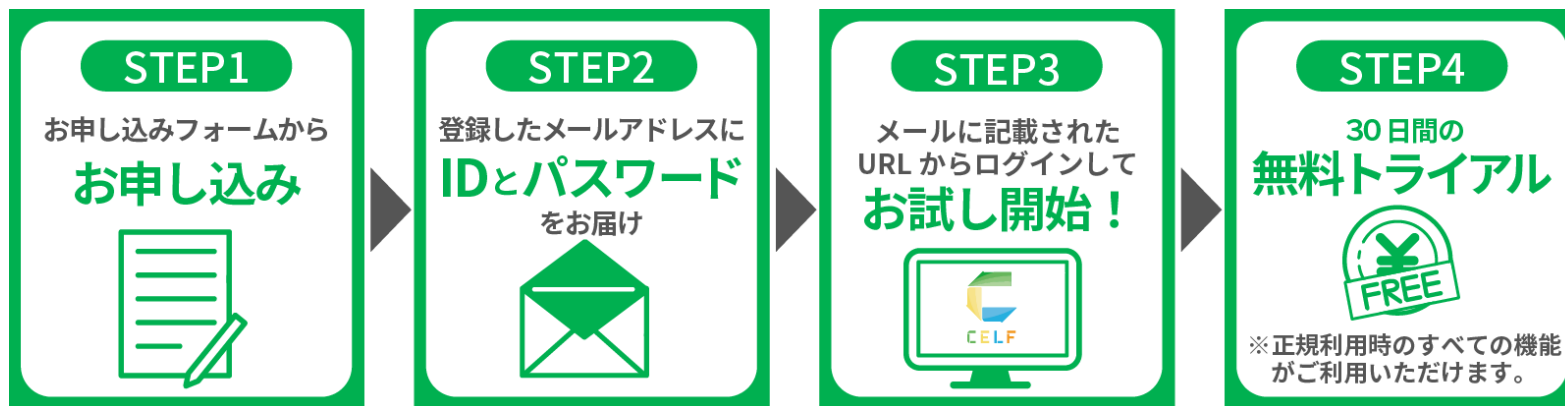 STEP1
お申し込みフォームから
お申し込み
STEP2
登録したメールアドレスに
IDとパスワード
をお届け
STEP3
メールに記載された
URL からログインして
お試し開始！
CELF
STEP4
30 日間の
無料トライアル
¥
FREE
※正規利用時のすべての機能
がご利用いただけます。